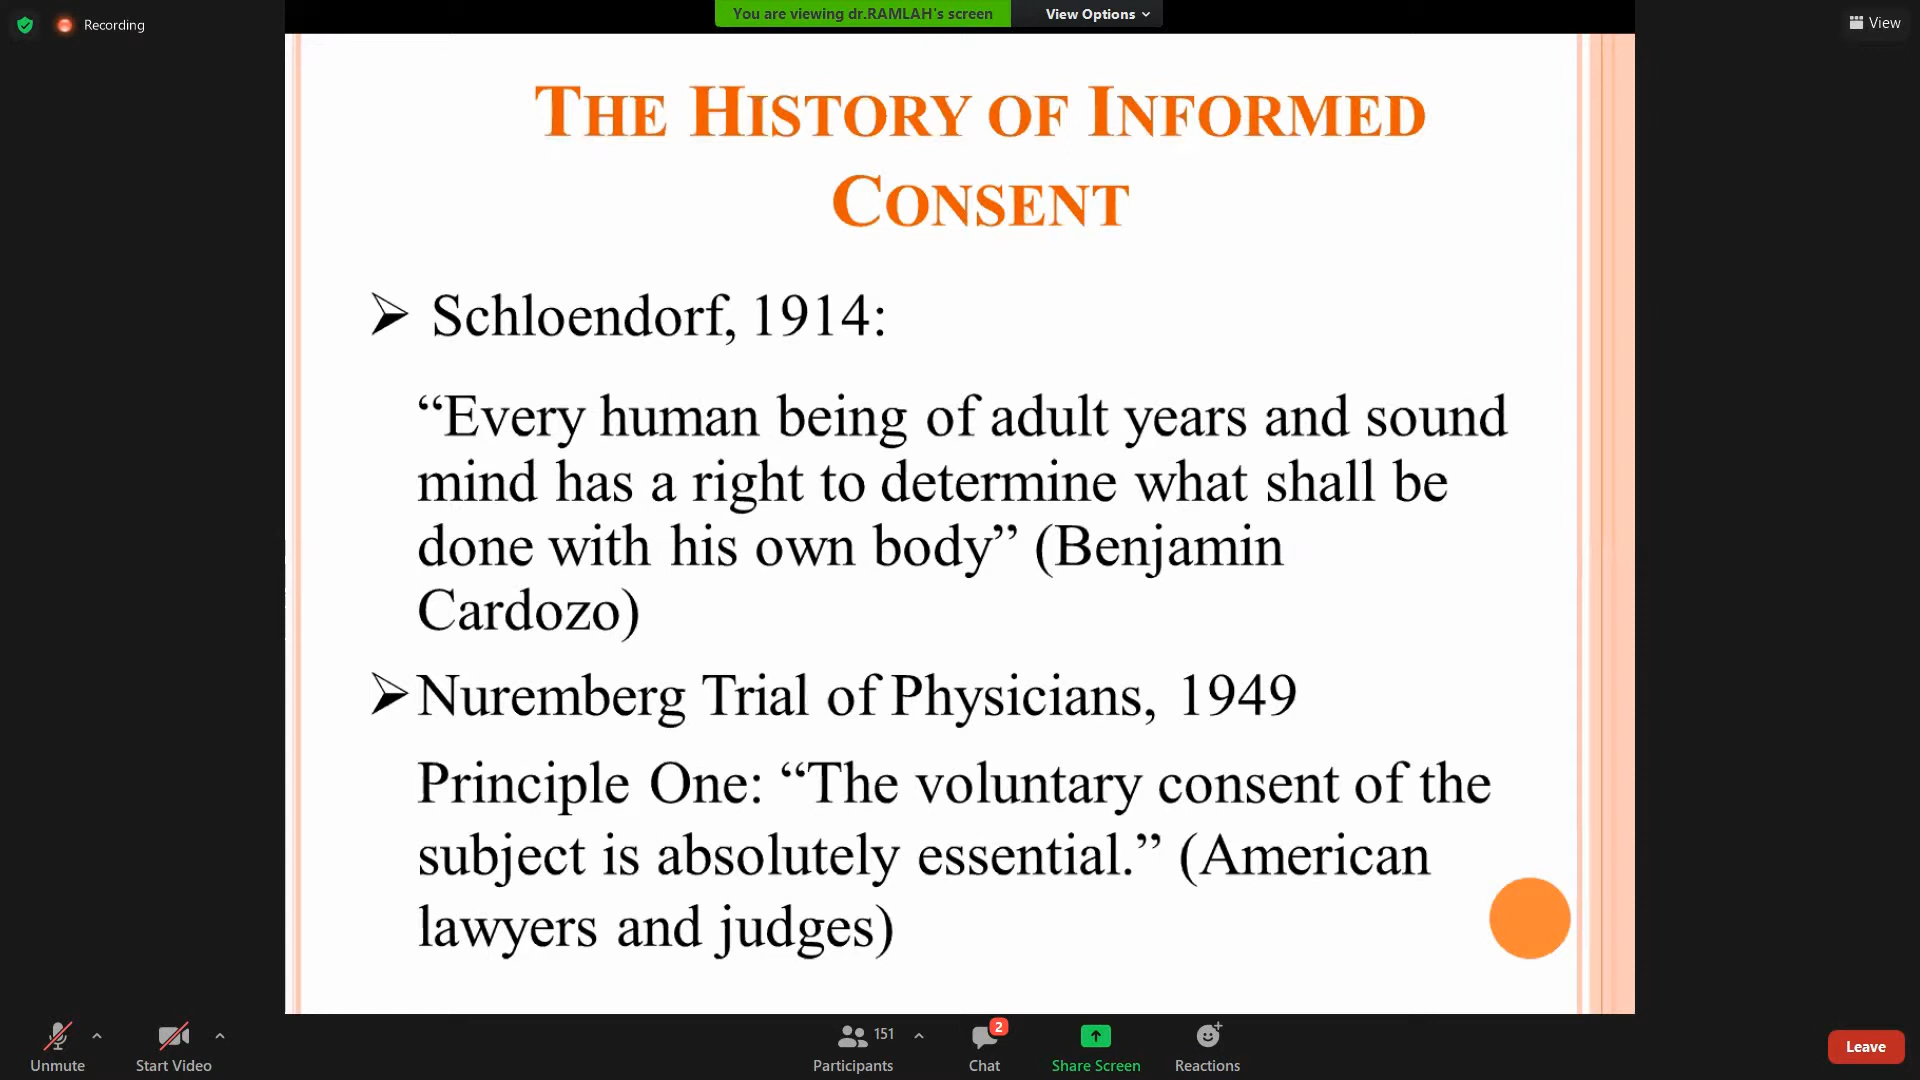 Recording
You are viewing dr.RAMLAH's screen
View Options
View
THE HISTORY OF INFORMED
CONSENT
➢ Schloendorf, 1914:
“Every human being of adult years and sound
mind has a right to determine what shall be
done with his own body” (Benjamin
Cardozo)
➢Nuremberg Trial of Physicians, 1949
Principle One: “The voluntary consent of the
subject is absolutely essential.” (American
lawyers and judges)
Unmute
Start Video
151
Participants
2
Chat
Share Screen
Reactions
Leave